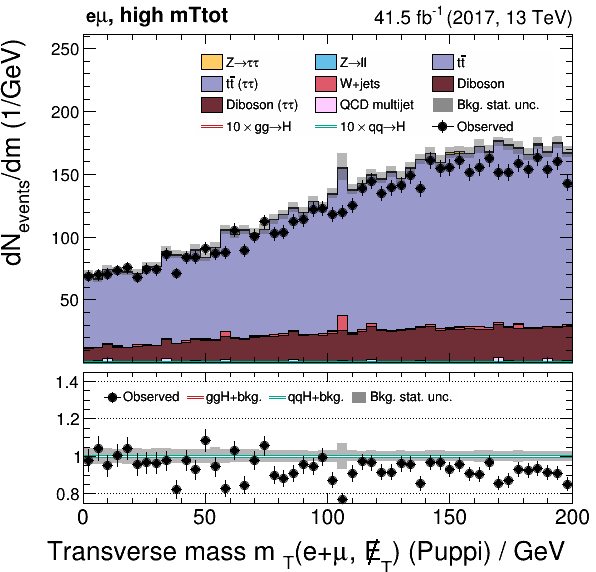 eμ, high mTtot 41.5 fb⁻¹ (2017, 13 TeV)
dN_events/dm (1/GeV)
250
200
150
100
50
Z→ττ Z→ll tt̄
tt̄ (ττ) W+jets Diboson
Diboson (ττ) QCD multijet Bkg. stat. unc.
10 × gg→H 10 × qq→H Observed
1.4
1.2
1
0.8
Observed ggH+bkg. qqH+bkg. Bkg. stat. unc.
0 50 100 150 200
Transverse mass m_T(e+μ, E̸_T) (Puppi) / GeV